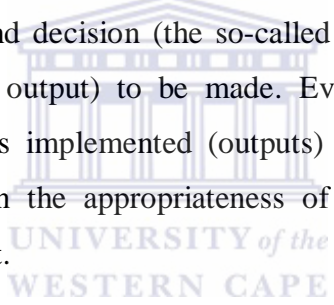 nd decision (the so-called
output) to be made. Ev
s implemented (outputs)
n the appropriateness of
UNIVERSITY of the
t.
WESTERN CAPE